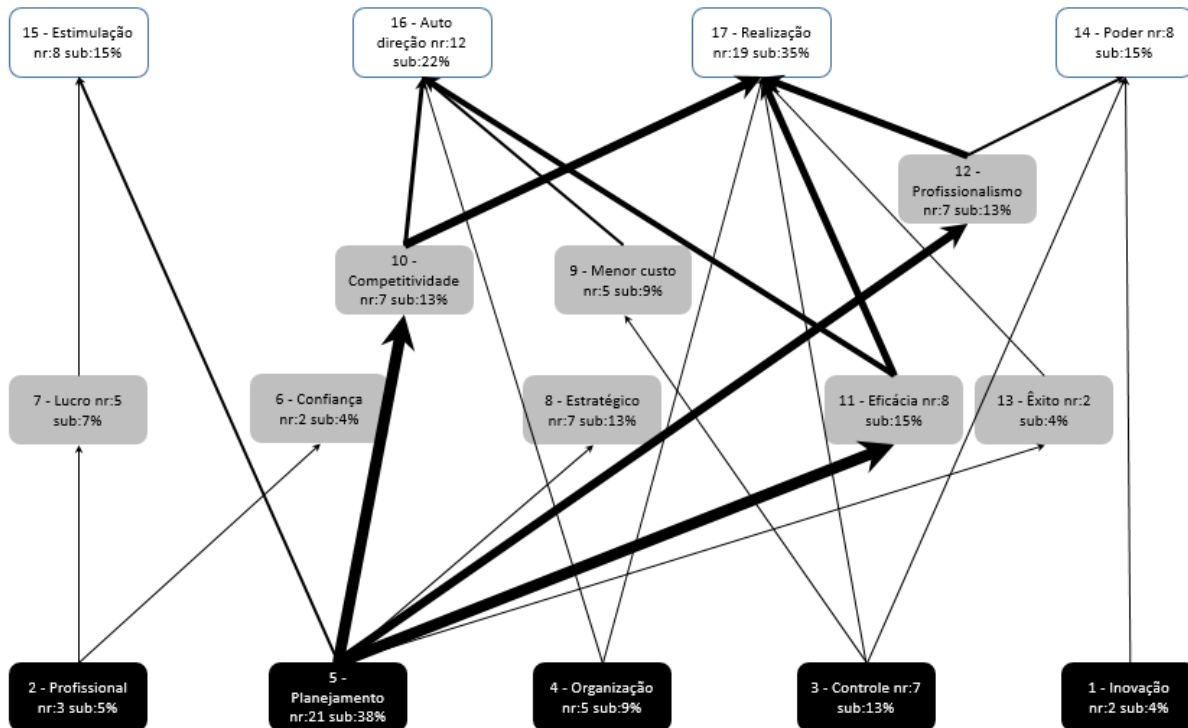 15 - Estimulação
nr:8 sub:15%
16 - Auto
direção nr:12
sub:22%
17 - Realização
nr:19 sub:35%
14 - Poder nr:8
sub:15%
12 -
Profissionalismo
nr:7 sub:13%
10 -
Competitividade
nr:7 sub:13%
9 - Menor custo
nr:5 sub:9%
7 - Lucro nr:5
sub:7%
6 - Confiança
nr:2 sub:4%
8 - Estratégico
nr:7 sub:13%
11 - Eficácia nr:8
sub:15%
13 - Êxito nr:2
sub:4%
2 - Profissional
nr:3 sub:5%
5 -
Planejamento
nr:21 sub:38%
4 - Organização
nr:5 sub:9%
3 - Controle nr:7
sub:13%
1 - Inovação
nr:2 sub:4%